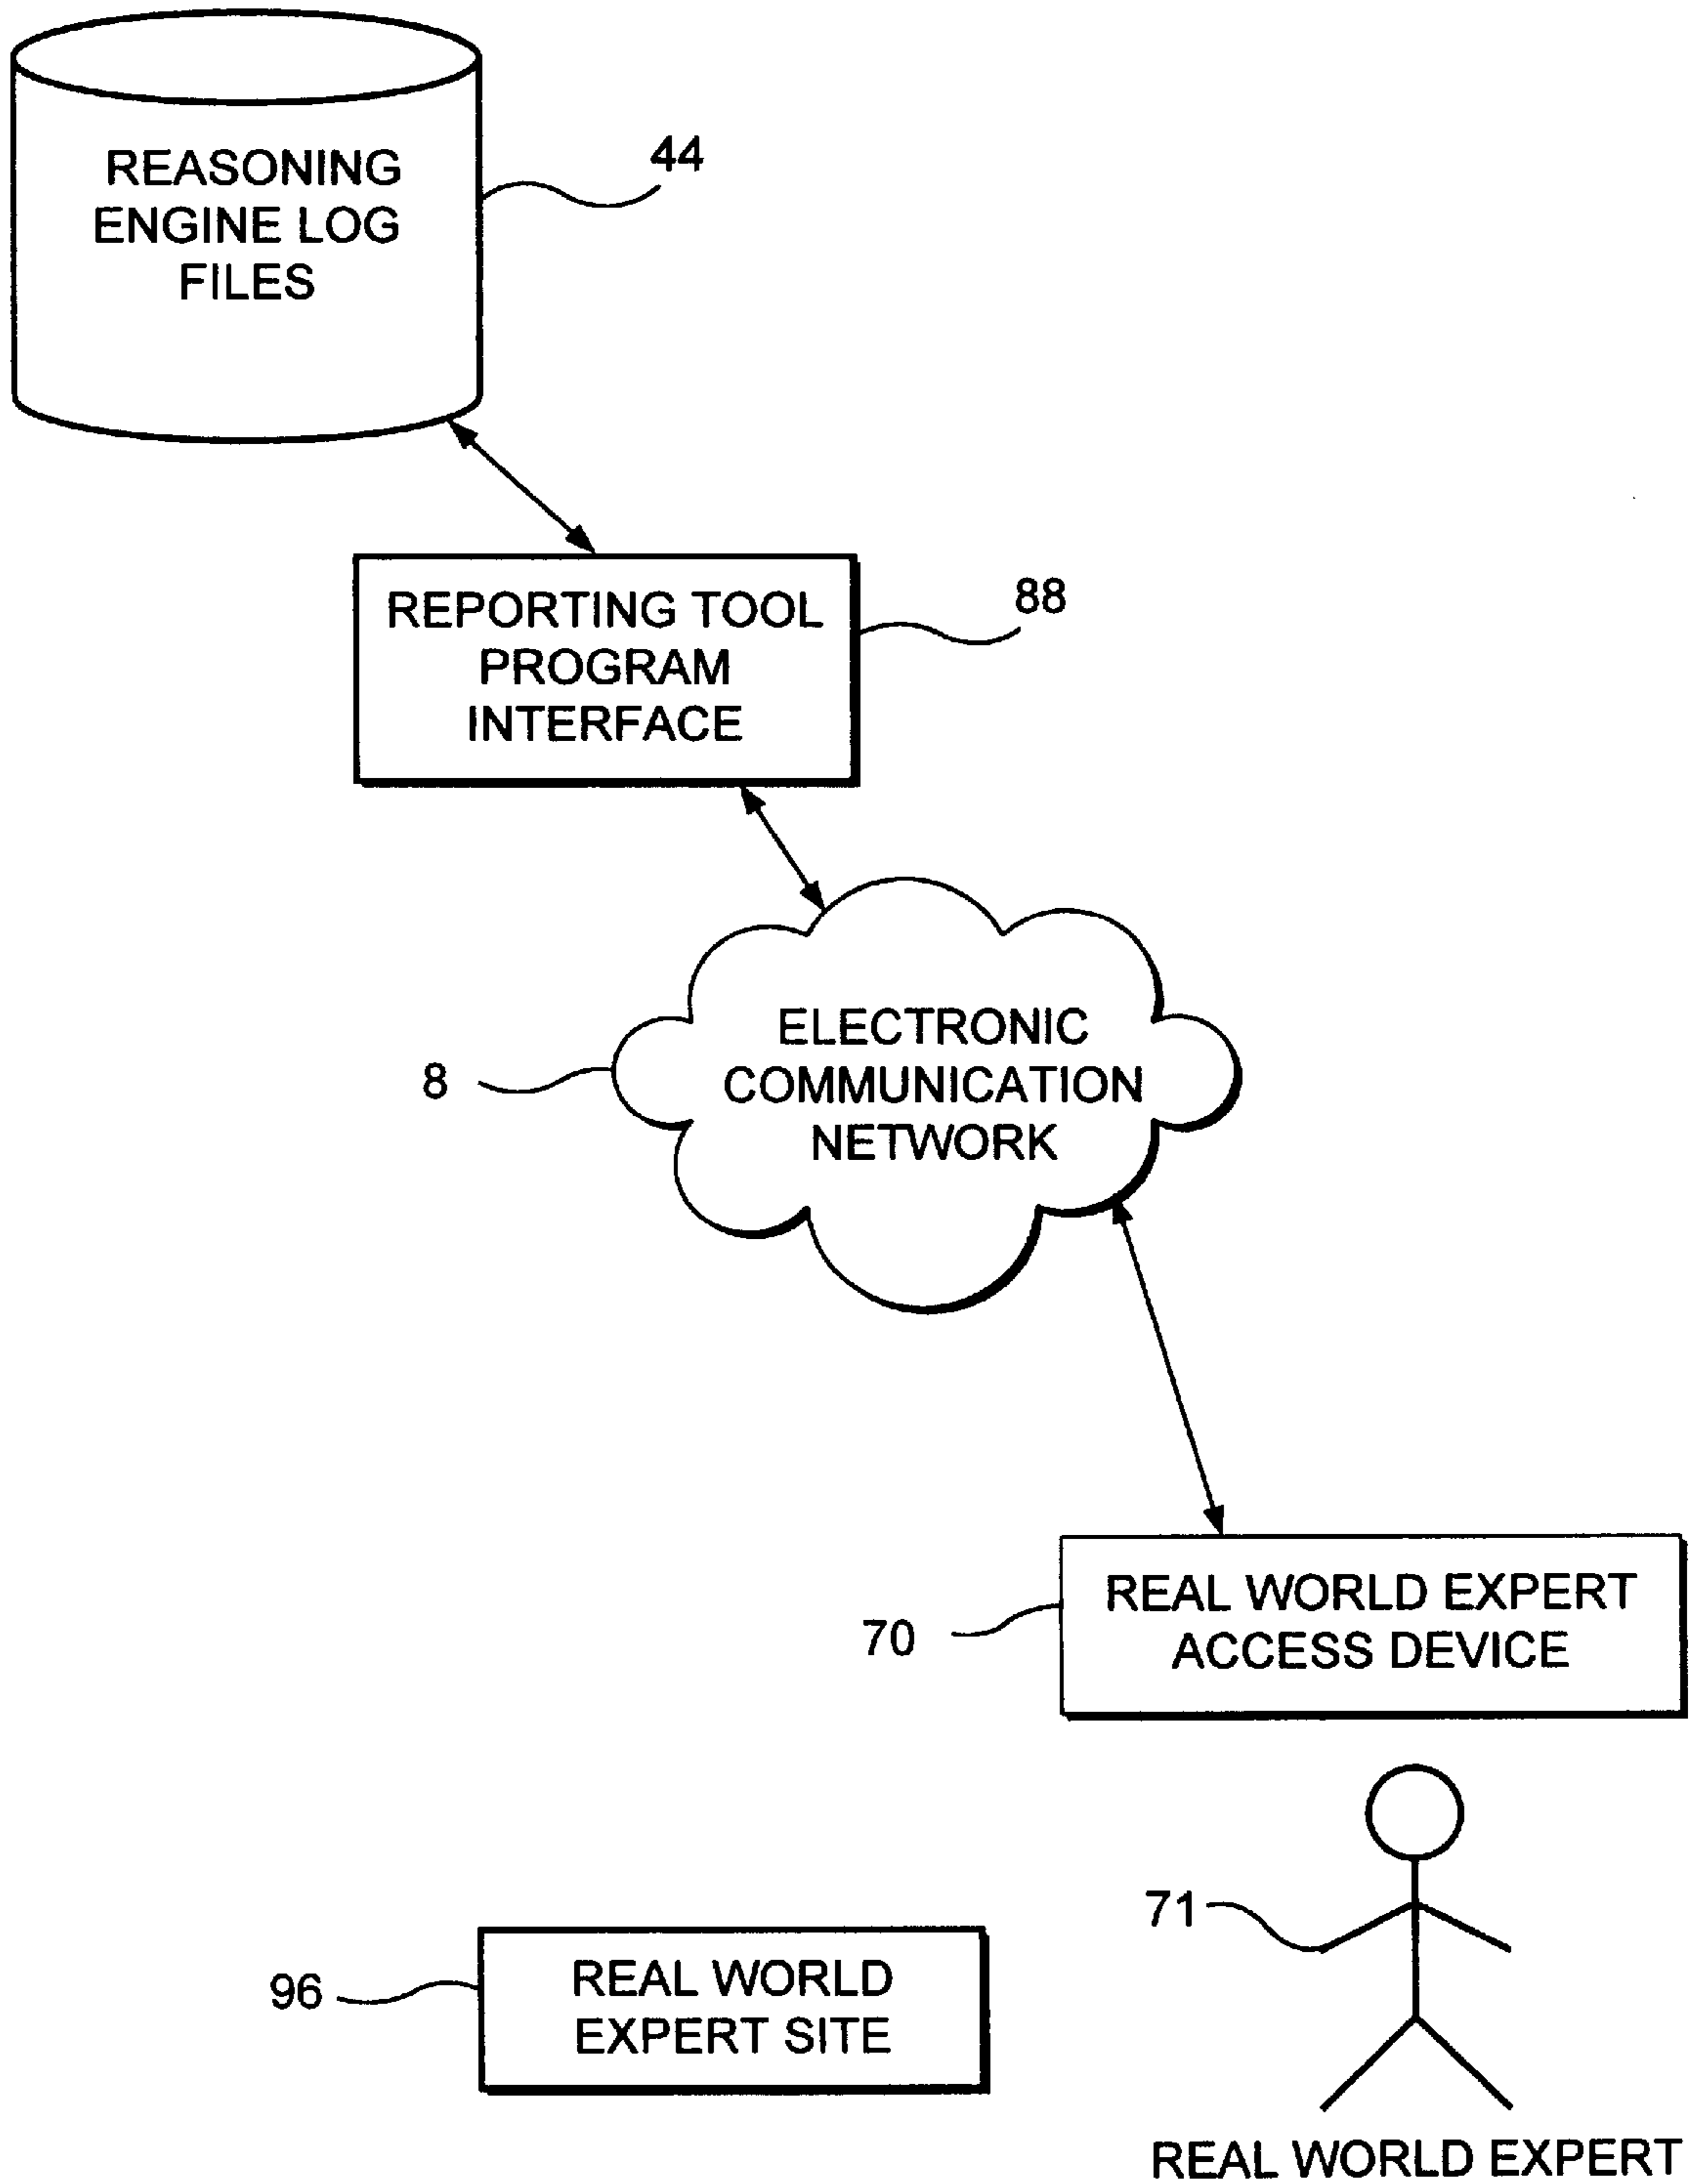 REASONING
ENGINE LOG
FILES
44
REPORTING TOOL
PROGRAM
INTERFACE
88
ELECTRONIC
COMMUNICATION
NETWORK
8
REAL WORLD EXPERT
ACCESS DEVICE
70
71
REAL WORLD
EXPERT SITE
96
REAL WORLD EXPERT